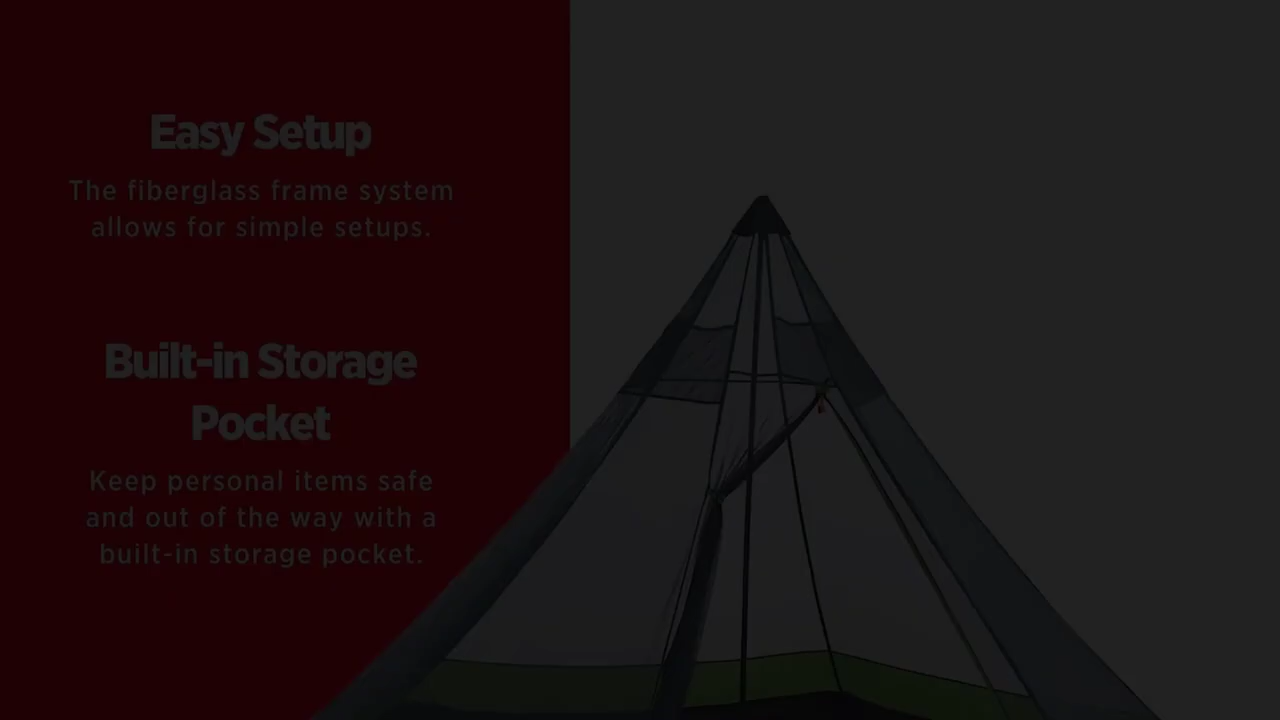 Easy Setup
The fiberglass frame system
allows for simple setups.
Built-in Storage
Pocket
Keep personal items safe
and out of the way with a
built-in storage pocket.